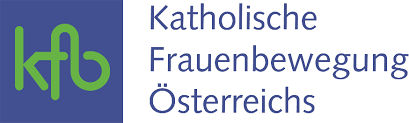 kfb
Katholische
Frauenbewegung
Österreichs